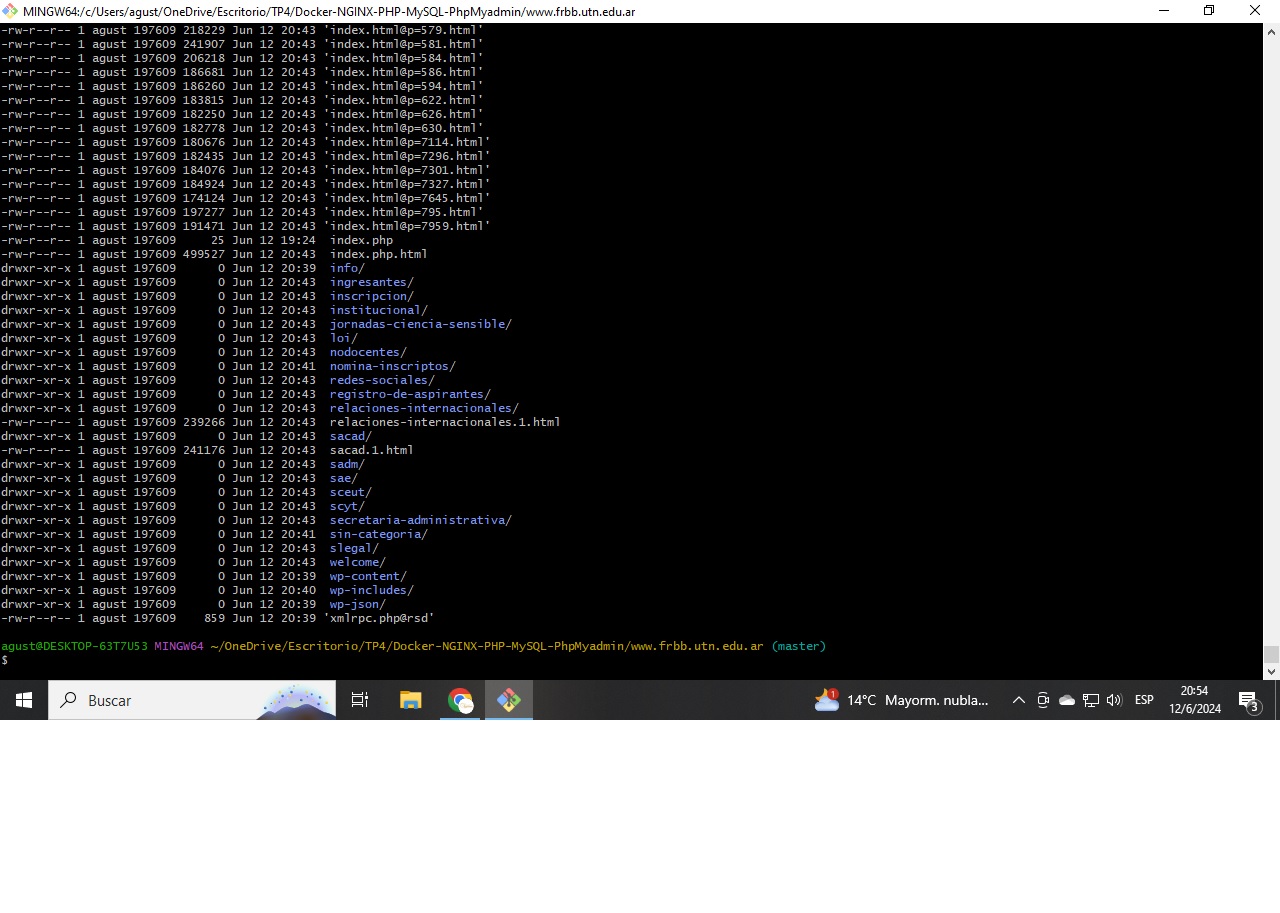 MINGW64:/c/Users/agust/OneDrive/Escritorio/TP4/Docker-NGINX-PHP-MySQL-PhpMyadmin/www.frbb.utn.edu.ar
-rw-r--r-- 1 agust 197609 218229 Jun 12 20:43 'index.html@p=579.html'
-rw-r--r-- 1 agust 197609 241907 Jun 12 20:43 'index.html@p=581.html'
-rw-r--r-- 1 agust 197609 206218 Jun 12 20:43 'index.html@p=584.html'
-rw-r--r-- 1 agust 197609 186681 Jun 12 20:43 'index.html@p=586.html'
-rw-r--r-- 1 agust 197609 186260 Jun 12 20:43 'index.html@p=594.html'
-rw-r--r-- 1 agust 197609 183815 Jun 12 20:43 'index.html@p=622.html'
-rw-r--r-- 1 agust 197609 182250 Jun 12 20:43 'index.html@p=626.html'
-rw-r--r-- 1 agust 197609 182778 Jun 12 20:43 'index.html@p=630.html'
-rw-r--r-- 1 agust 197609 180676 Jun 12 20:43 'index.html@p=7114.html'
-rw-r--r-- 1 agust 197609 182435 Jun 12 20:43 'index.html@p=7296.html'
-rw-r--r-- 1 agust 197609 184076 Jun 12 20:43 'index.html@p=7301.html'
-rw-r--r-- 1 agust 197609 184924 Jun 12 20:43 'index.html@p=7327.html'
-rw-r--r-- 1 agust 197609 174124 Jun 12 20:43 'index.html@p=7645.html'
-rw-r--r-- 1 agust 197609 197277 Jun 12 20:43 'index.html@p=795.html'
-rw-r--r-- 1 agust 197609 191471 Jun 12 20:43 'index.html@p=7959.html'
-rw-r--r-- 1 agust 197609 25 Jun 12 19:24 index.php
-rw-r--r-- 1 agust 197609 499527 Jun 12 20:43 index.php.html
drwxr-xr-x 1 agust 197609 0 Jun 12 20:39 info/
drwxr-xr-x 1 agust 197609 0 Jun 12 20:43 ingresantes/
drwxr-xr-x 1 agust 197609 0 Jun 12 20:43 inscripcion/
drwxr-xr-x 1 agust 197609 0 Jun 12 20:43 institucional/
drwxr-xr-x 1 agust 197609 0 Jun 12 20:43 jornadas-ciencia-sensible/
drwxr-xr-x 1 agust 197609 0 Jun 12 20:43 loi/
drwxr-xr-x 1 agust 197609 0 Jun 12 20:43 nodocentes/
drwxr-xr-x 1 agust 197609 0 Jun 12 20:41 nomina-inscriptos/
drwxr-xr-x 1 agust 197609 0 Jun 12 20:43 redes-sociales/
drwxr-xr-x 1 agust 197609 0 Jun 12 20:43 registro-de-aspirantes/
drwxr-xr-x 1 agust 197609 0 Jun 12 20:43 relaciones-internacionales/
-rw-r--r-- 1 agust 197609 239266 Jun 12 20:43 relaciones-internacionales.1.html
drwxr-xr-x 1 agust 197609 0 Jun 12 20:43 sacad/
-rw-r--r-- 1 agust 197609 241176 Jun 12 20:43 sacad.1.html
drwxr-xr-x 1 agust 197609 0 Jun 12 20:43 sadm/
drwxr-xr-x 1 agust 197609 0 Jun 12 20:43 sae/
drwxr-xr-x 1 agust 197609 0 Jun 12 20:43 sceut/
drwxr-xr-x 1 agust 197609 0 Jun 12 20:43 scyt/
drwxr-xr-x 1 agust 197609 0 Jun 12 20:43 secretaria-administrativa/
drwxr-xr-x 1 agust 197609 0 Jun 12 20:41 sin-categoria/
drwxr-xr-x 1 agust 197609 0 Jun 12 20:43 slegal/
drwxr-xr-x 1 agust 197609 0 Jun 12 20:43 welcome/
drwxr-xr-x 1 agust 197609 0 Jun 12 20:39 wp-content/
drwxr-xr-x 1 agust 197609 0 Jun 12 20:40 wp-includes/
drwxr-xr-x 1 agust 197609 0 Jun 12 20:39 wp-json/
-rw-r--r-- 1 agust 197609 859 Jun 12 20:39 'xmlrpc.php@rsd'
agust@DESKTOP-63T7U53 MINGW64 ~/OneDrive/Escritorio/TP4/Docker-NGINX-PHP-MySQL-PhpMyadmin/www.frbb.utn.edu.ar (master)
$
Buscar
1
14°C Mayorm. nubla...
ESP
20:54
12/6/2024
3